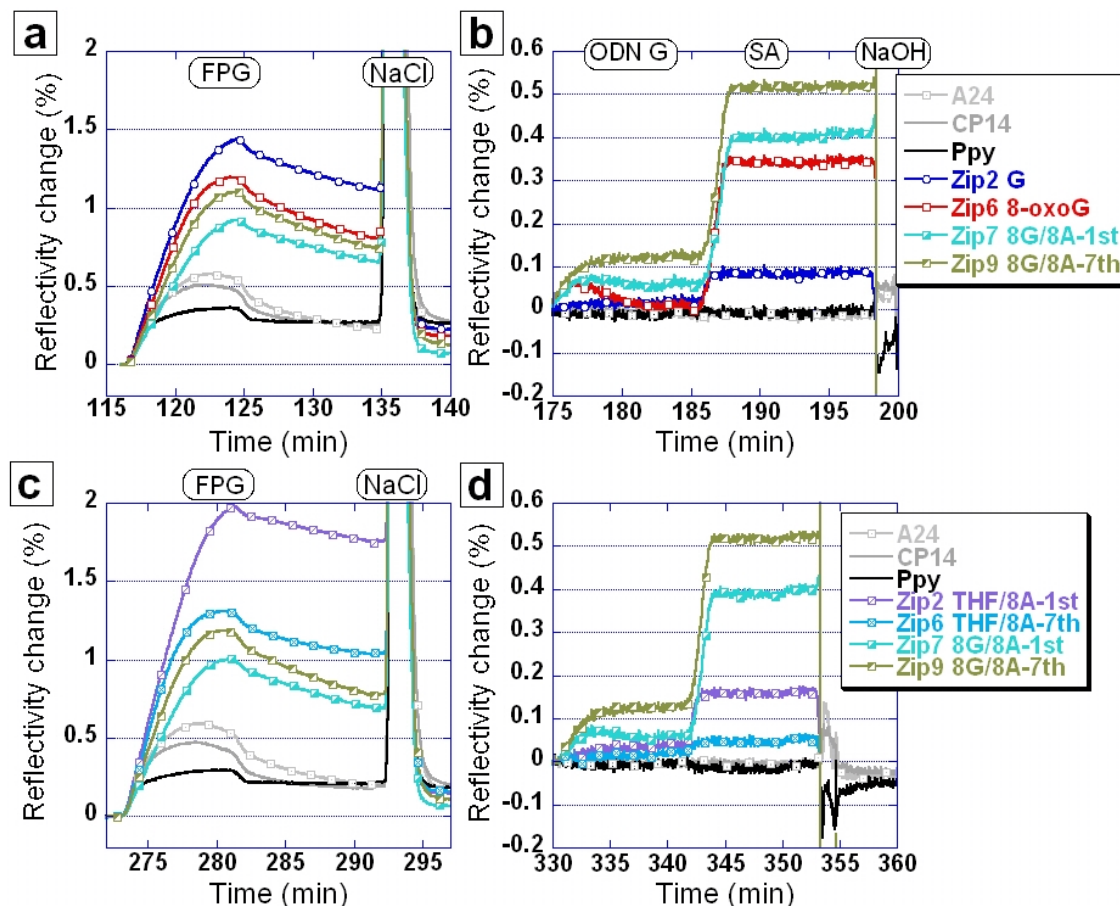 a
FPG
NaCl
Reflectivity change (%)
2
1.5
1
0.5
0
115 120 125 130 135 140
Time (min)
b
ODN G
SA
NaOH
Reflectivity change (%)
0.6
0.5
0.4
0.3
0.2
0.1
0
-0.1
-0.2
175 180 185 190 195 200
Time (min)
A24
CP14
Ppy
Zip2 G
Zip6 8-oxoG
Zip7 8G/8A-1st
Zip9 8G/8A-7th
c
FPG
NaCl
Reflectivity change (%)
2
1.5
1
0.5
0
275 280 285 290 295
Time (min)
d
Reflectivity change (%)
0.6
0.5
0.4
0.3
0.2
0.1
0
-0.1
-0.2
330 335 340 345 350 355 360
Time (min)
A24
CP14
Ppy
Zip2 THF/8A-1st
Zip6 THF/8A-7th
Zip7 8G/8A-1st
Zip9 8G/8A-7th